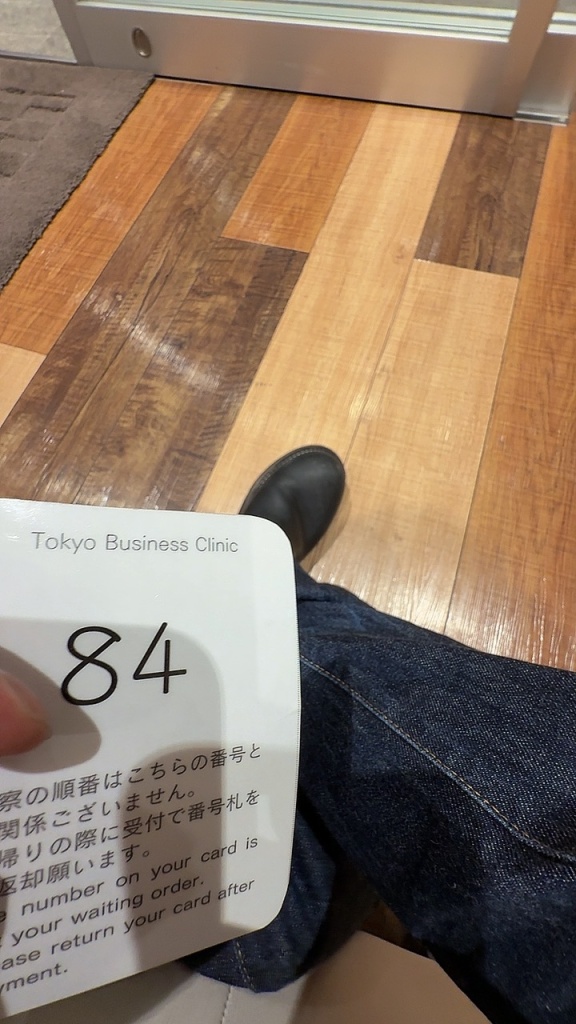 Tokyo Business Clinic
84
察の順番はこちらの番号と
関係ございません。
帰りの際に受付で番号札を
返却願います。
number on your card is
your waiting order.
ease return your card after
yment.